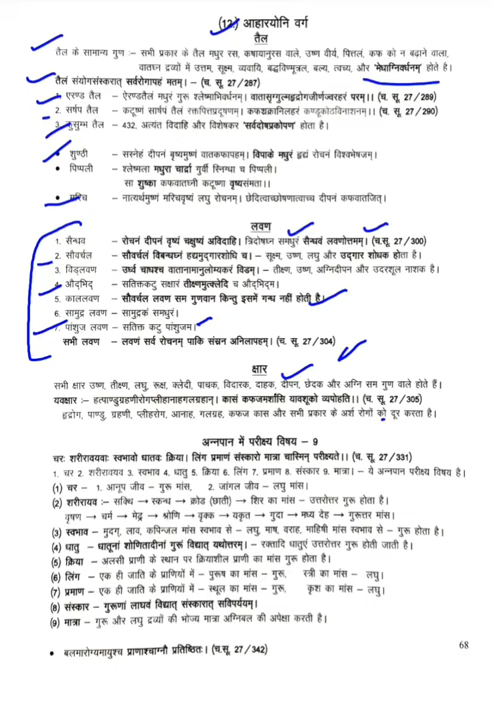 (12) आहारयोनि वर्ग
तैल
तैल के सामान्य गुण :- सभी प्रकार के तैल मधुर रस, कषायानुरस वाले, उष्ण वीर्य, पित्तलं, कफ को न बढ़ाने वाला,
वातघ्न द्रव्यों में उत्तम, सूक्ष्म, व्यवायि, बद्धविण्मूत्रल, बल्य, त्वच्य, और 'मेधाग्निवर्धनम्' होते है।
तैलं संयोगसंस्कारात् सर्वरोगापहं मतम्। – (च. सू. 27/287)
1. एरण्ड तैल – ऐरण्डतैलं मधुरं गुरू श्लेष्माभिवर्धनम्। वातासृग्गुल्महृद्रोगजीर्णज्वरहरं परम्।। (च. सू. 27/289)
2. सर्षप तैल – कटूष्णं सार्षपं तैलं रक्तपित्तप्रदूषणम्। कफशुक्रानिलहरं कण्डूकोठविनाशनम्। (च. सू. 27/290)
3. कुसुम्भ तैल – 432, अत्यंत विदाहि और विशेषकर 'सर्वदोषप्रकोपण' होता है।
• शुण्ठी – सस्नेहं दीपनं वृष्यमुष्णं वातकफापहम्। विपाके मधुरं हृद्यं रोचनं विश्वभेषजम्।
• पिप्पली – श्लेष्मला मधुरा चार्द्रा गुर्वी स्निग्धा च पिप्पली।
सा शुष्का कफवातघ्नी कटूष्णा वृष्यसंमता।।
• मरिच – नात्यर्थमुष्णं मरिचवृष्यं लघु रोचनम्। छेदित्वाच्छोषणत्वाच्च दीपनं कफवातजित्।
लवण
1. सैन्धव – रोचनं दीपनं वृष्यं चक्षुष्यं अविदाहि। त्रिदोषघ्नं समधुरं सैन्धवं लवणोत्तमम्। (च.सू. 27/300)
2. सौवर्चल – सौवर्चलं विबन्धघ्नं हृद्यमुद्गारशोधि च। – सूक्ष्म, उष्ण, लघु और उद्गार शोधक होता है।
3. विड्लवण – ऊर्ध्वं चाधश्च वातानामानुलोम्यकरं विडम्। – तीक्ष्ण, उष्ण, अग्निदीपन और उदरशूल नाशक है।
4. औद्भिद् – सतिक्तकटु सक्षारं तीक्ष्णमुत्क्लेदि च औद्भिदम्।
5. काललवण – सौवर्चल लवण सम गुणवान किन्तु इसमें गन्ध नहीं होती है।
6. सामुद्र लवण – सामुद्रकं समधुरं।
7. पांशुज लवण – सतिक्तं कटु पांशुजम्।
सभी लवण – लवणं सर्व रोचनम् पाकि संस्रन अनिलापहम्। (च. सू. 27/304)
क्षार
सभी क्षार उष्ण, तीक्ष्ण, लघु, रूक्ष, क्लेदी, पाचक, विदारक, दाहक, दीपन, छेदक और अग्नि सम गुण वाले होते हैं।
यवक्षार :– हृत्पाण्डुग्रहणीरोगप्लीहानाहगलग्रहान्। कासं कफजमर्शांसि यावशूको व्यपोहति।। (च. सू. 27/305)
हृद्रोग, पाण्डु, ग्रहणी, प्लीहरोग, आनाह, गलग्रह, कफज कास और सभी प्रकार के अर्श रोगों को दूर करता है।
अन्नपान में परीक्ष्य विषय – 9
चरः शरीरावयवाः स्वभावो धातवः क्रिया। लिंगं प्रमाणं संस्कारो मात्रा चास्मिन् परीक्ष्यते।। (च. सू. 27/331)
1. चर 2. शरीरावयव 3. स्वभाव 4. धातु 5. क्रिया 6. लिंग 7. प्रमाण 8. संस्कार 9. मात्रा। – ये अन्नपान परीक्ष्य विषय है।
(1) चर – 1. आनूप जीव – गुरू मांस, 2. जांगल जीव – लघु मांस।
(2) शरीरायव :– सक्थि → स्कन्ध → क्रोड (छाती) → शिर का मांस – उत्तरोत्तर गुरू होता है।
वृषण → चर्म → मेढ्र → श्रोणि → वृक्क → यकृत → गुदा → मध्य देह → गुरूत्तर मांस।
(3) स्वभाव – मुदग्, लाव, कपिन्जल मांस स्वभाव से – लघु, माष, वराह, माहिषी मांस स्वभाव से – गुरू होता है।
(4) धातु – धातूनां शोणितादीनां गुरूं विद्यात् यथोत्तरम्। – रक्तादि धातुएं उत्तरोत्तर गुरू होती जाती है।
(5) क्रिया – अलसी प्राणी के स्थान पर क्रियाशील प्राणी का मांस गुरू होता है।
(6) लिंग – एक ही जाति के प्राणियों में – पुरूष का मांस – गुरू, स्त्री का मांस – लघु।
(7) प्रमाण – एक ही जाति के प्राणियों में – स्थूल का मांस – गुरू, कृश का मांस – लघु।
(8) संस्कार – गुरूणां लाघवं विद्यात् संस्कारात् सविपर्ययम्।
(9) मात्रा – गुरू और लघु द्रव्यों की भोज्य मात्रा अग्निबल की अपेक्षा करती है।
• बलमारोग्यमायुश्च प्राणाश्चाग्नौ प्रतिष्ठितः। (च.सू. 27/342)
68